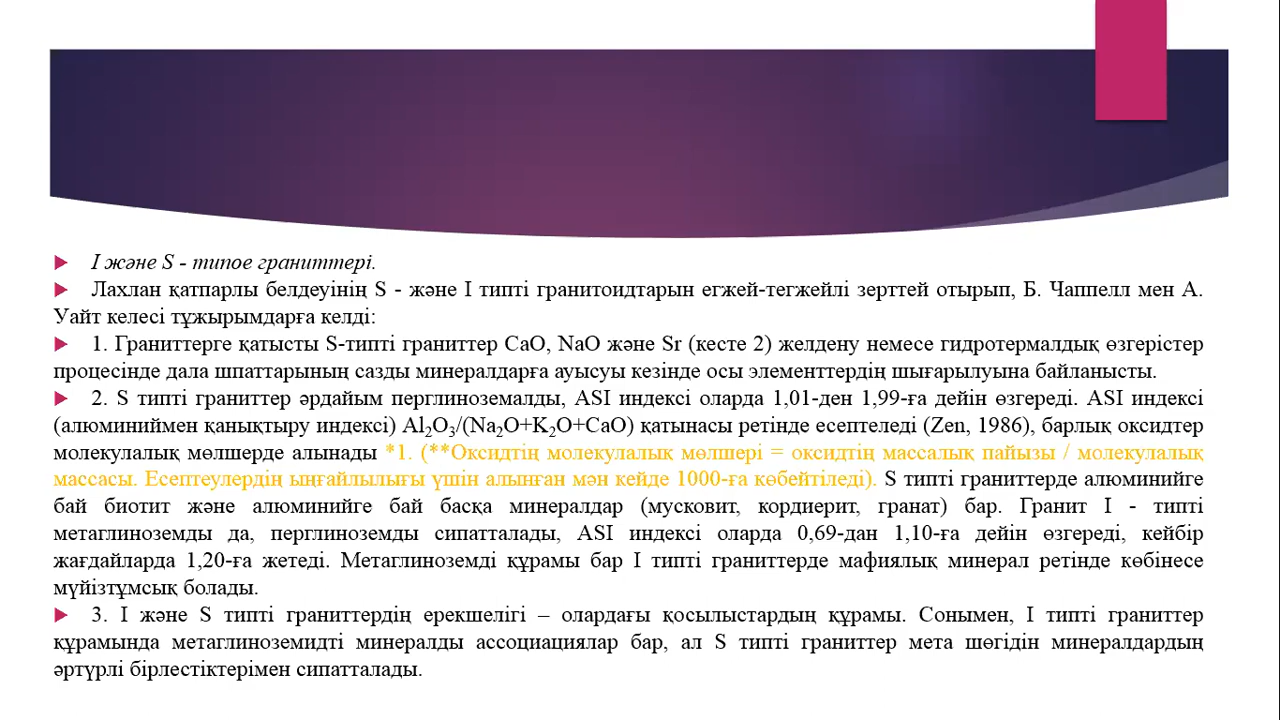 I және S - типое граниттері.
Лахлан қатпарлы белдеуінің S - және I типті гранитоидтарын егжей-тегжейлі зерттей отырып, Б. Чаппелл мен А.
Уайт келесі тұжырымдарға келді:
1. Граниттерге қатысты S-типті граниттер CaO, NaO және Sr (кесте 2) желдену немесе гидротермалдық өзгерістер
процесінде дала шпаттарының сазды минералдарға ауысуы кезінде осы элементтердің шығарылуына байланысты.
2. S типті граниттер әрдайым перглиноземалды, ASI индексі оларда 1,01-ден 1,99-ға дейін өзгереді. ASI индексі
(алюминиймен қанықтыру индексі) Al₂O₃/(Na₂O+K₂O+CaO) қатынасы ретінде есептеледі (Zen, 1986), барлық оксидтер
молекулалық мөлшерде алынады *1. (**Оксидтің молекулалық мөлшері = оксидтің массалық пайызы / молекулалық
массасы. Есептеулердің ыңғайлылығы үшін алынған мән кейде 1000-ға көбейтіледі). S типті граниттерде алюминийге
бай биотит және алюминийге бай басқа минералдар (мусковит, кордиерит, гранат) бар. Гранит I - типті
метаглиноземды да, перглиноземды сипатталады, ASI индексі оларда 0,69-дан 1,10-ға дейін өзгереді, кейбір
жағдайларда 1,20-ға жетеді. Метаглиноземді құрамы бар I типті граниттерде мафиялық минерал ретінде көбінесе
мүйізтұмсық болады.
3. I және S типті граниттердің ерекшелігі – олардағы қосылыстардың құрамы. Сонымен, I типті граниттер
құрамында метаглиноземидті минералды ассоциациялар бар, ал S типті граниттер мета шөгідін минералдардың
әртүрлі бірлестіктерімен сипатталады.